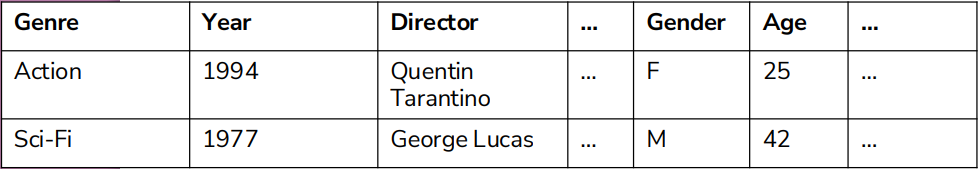 Genre Year Director ... Gender Age ...
Action 1994 Quentin Tarantino ... F 25 ...
Sci-Fi 1977 George Lucas ... M 42 ...